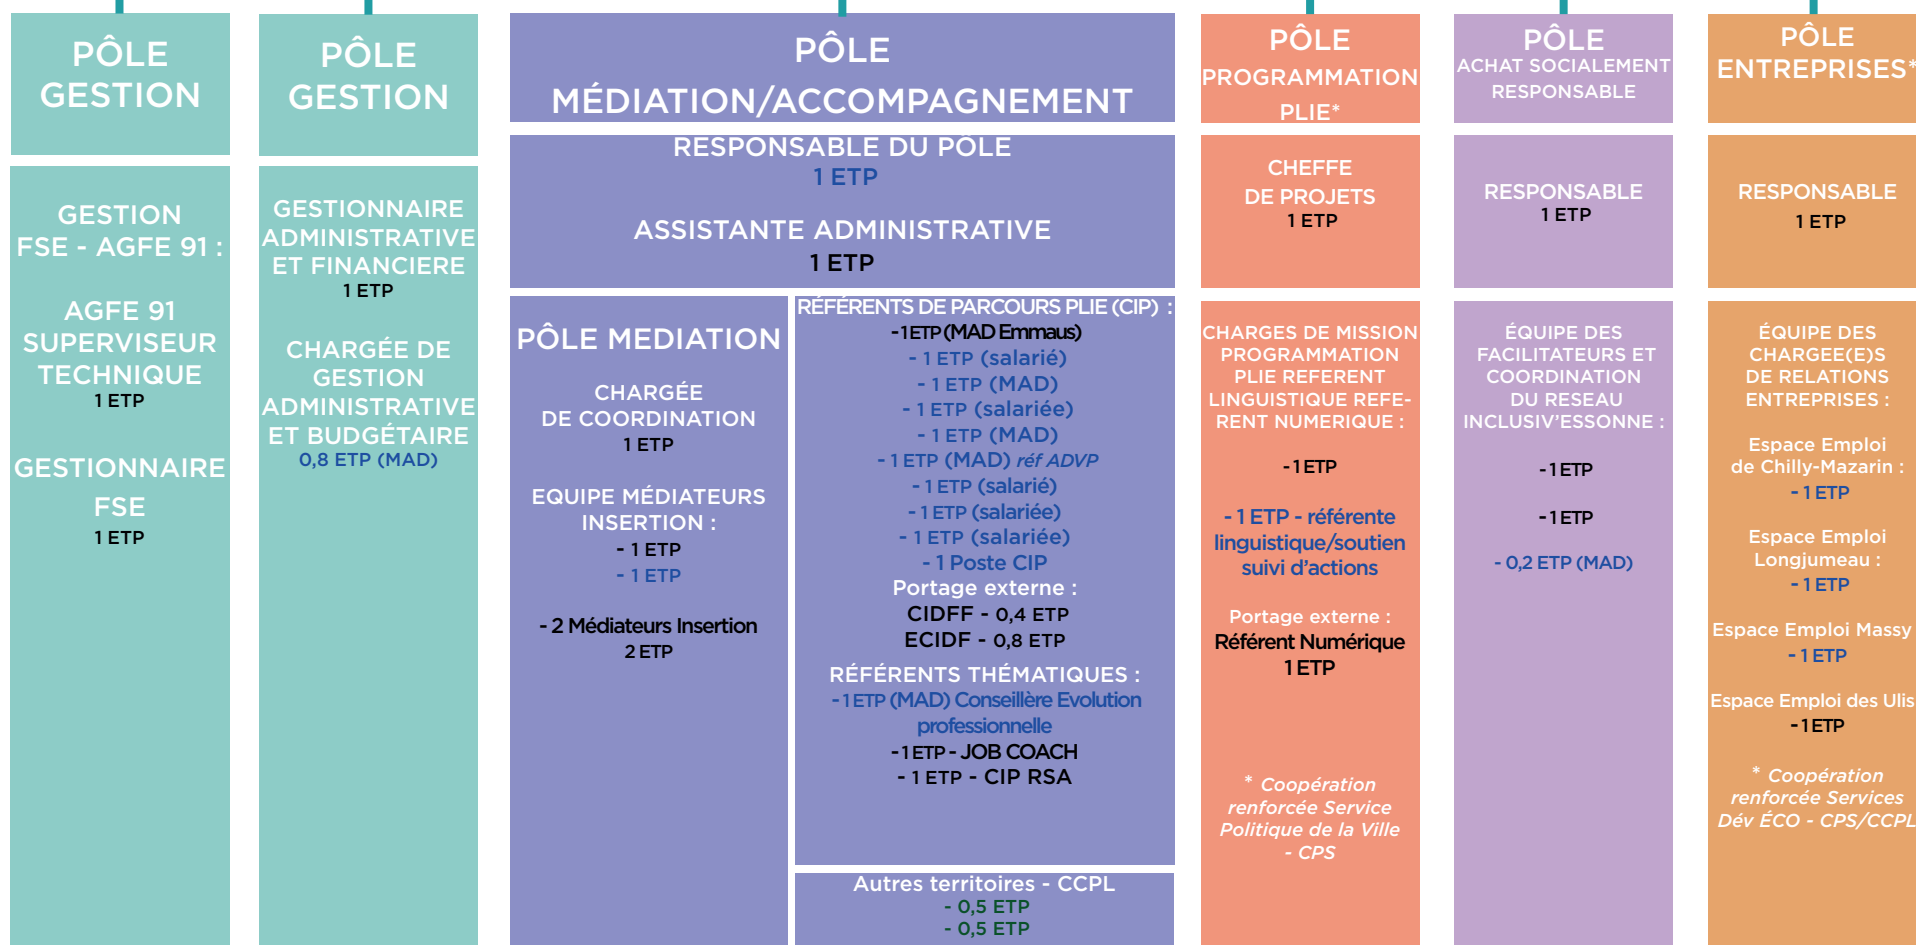 PÔLE
GESTION
GESTION
FSE - AGFE 91 :
AGFE 91
SUPERVISEUR
TECHNIQUE
1 ETP
GESTIONNAIRE
FSE
1 ETP
PÔLE
GESTION
GESTIONNAIRE
ADMINISTRATIVE
ET FINANCIERE
1 ETP
CHARGÉE DE
GESTION
ADMINISTRATIVE
ET BUDGÉTAIRE
0,8 ETP (MAD)
PÔLE
MÉDIATION/ACCOMPAGNEMENT
RESPONSABLE DU PÔLE
1 ETP
ASSISTANTE ADMINISTRATIVE
1 ETP
PÔLE MEDIATION
CHARGÉE
DE COORDINATION
1 ETP
EQUIPE MÉDIATEURS
INSERTION :
- 1 ETP
- 1 ETP
- 2 Médiateurs Insertion
2 ETP
RÉFÉRENTS DE PARCOURS PLIE (CIP) :
- 1 ETP (MAD Emmaus)
- 1 ETP (salarié)
- 1 ETP (MAD)
- 1 ETP (salariée)
- 1 ETP (MAD)
- 1 ETP (MAD) réf ADVP
- 1 ETP (salarié)
- 1 ETP (salariée)
- 1 ETP (salariée)
- 1 Poste CIP
Portage externe :
CIDFF - 0,4 ETP
ECIDF - 0,8 ETP
RÉFÉRENTS THÉMATIQUES :
- 1 ETP (MAD) Conseillère Evolution
professionnelle
- 1 ETP - JOB COACH
- 1 ETP - CIP RSA
Autres territoires - CCPL
- 0,5 ETP
- 0,5 ETP
PÔLE
PROGRAMMATION
PLIE*
CHEFFE
DE PROJETS
1 ETP
CHARGES DE MISSION
PROGRAMMATION
PLIE REFERENT
LINGUISTIQUE REFE-
RENT NUMERIQUE :
- 1 ETP
- 1 ETP - référente
linguistique/soutien
suivi d'actions
Portage externe :
Référent Numérique
1 ETP
* Coopération
renforcée Service
Politique de la Ville
- CPS
PÔLE
ACHAT SOCIALEMENT
RESPONSABLE
RESPONSABLE
1 ETP
ÉQUIPE DES
FACILITATEURS ET
COORDINATION
DU RESEAU
INCLUSIV'ESSONNE :
- 1 ETP
- 1 ETP
- 0,2 ETP (MAD)
PÔLE
ENTREPRISES*
RESPONSABLE
1 ETP
ÉQUIPE DES
CHARGEE(E)S
DE RELATIONS
ENTREPRISES :
Espace Emploi
de Chilly-Mazarin :
- 1 ETP
Espace Emploi
Longjumeau :
- 1 ETP
Espace Emploi Massy
- 1 ETP
Espace Emploi des Ulis
- 1 ETP
* Coopération
renforcée Services
Dév ÉCO - CPS/CCPL